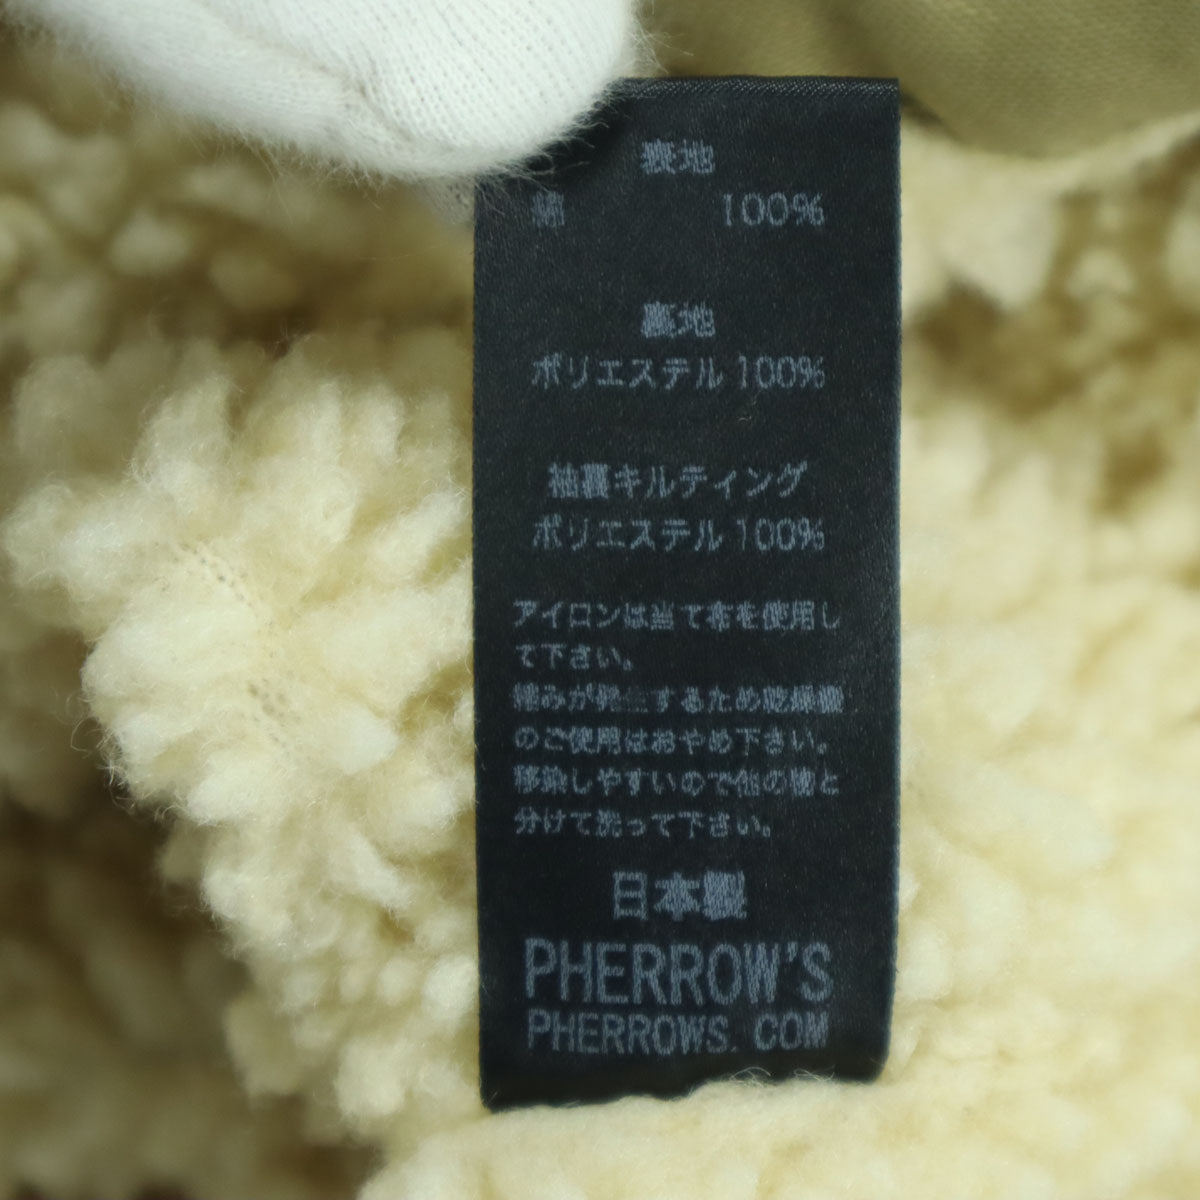 表地
綿 100%
裏地
ポリエステル 100%
袖裏キルティング
ポリエステル 100%
アイロンは当て布を使用し
て下さい。
縮みが発生するため乾燥機
のご使用はおやめ下さい。
移染しやすいので他の物と
分けて洗って下さい。
日本製
PHERROW'S
PHERROWS. COM